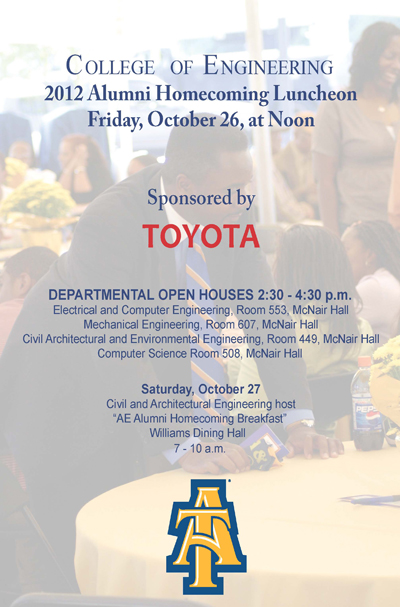 COLLEGE OF ENGINEERING
2012 Alumni Homecoming Luncheon
Friday, October 26, at Noon
Sponsored by
TOYOTA
DEPARTMENTAL OPEN HOUSES 2:30 - 4:30 p.m.
Electrical and Computer Engineering, Room 553, McNair Hall
Mechanical Engineering, Room 607, McNair Hall
Civil Architectural and Environmental Engineering, Room 449, McNair Hall
Computer Science Room 508, McNair Hall
Saturday, October 27
Civil and Architectural Engineering host
“AE Alumni Homecoming Breakfast”
Williams Dining Hall
7 - 10 a.m.
PEPSI
AT